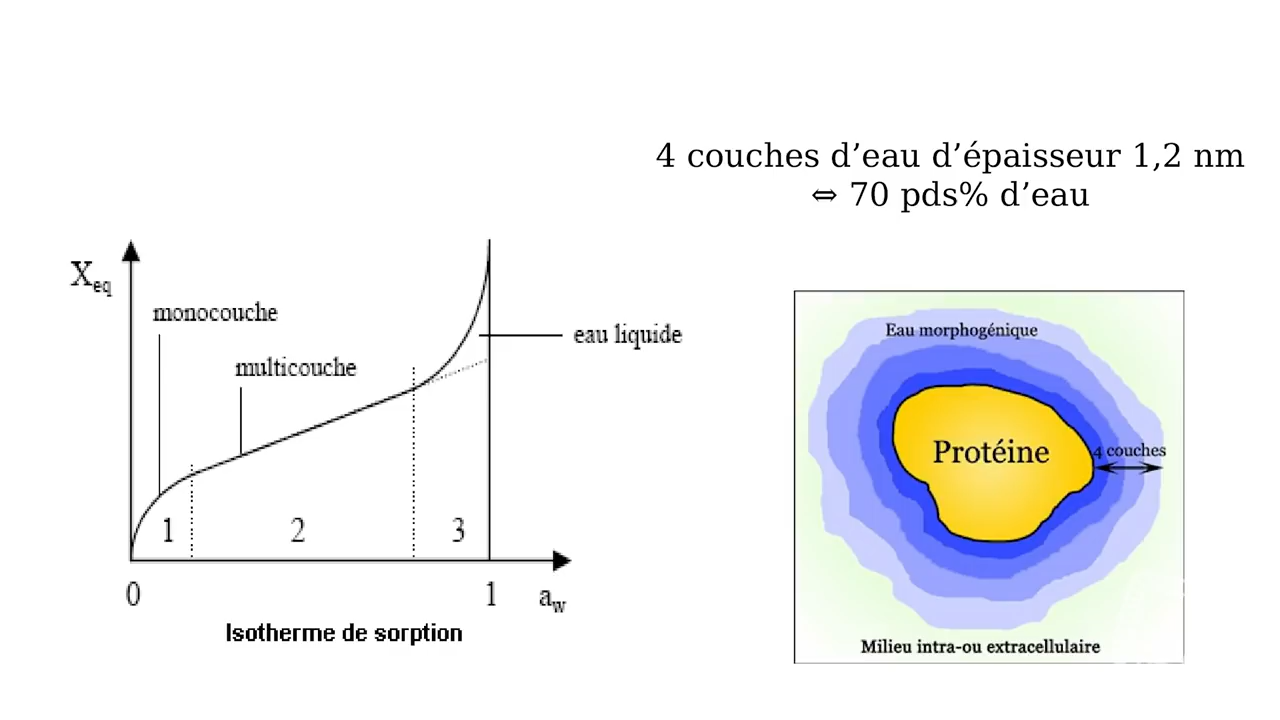 4 couches d’eau d’épaisseur 1,2 nm
⇔ 70 pds% d’eau
Xeq
monocouche
multicouche
eau liquide
1
2
3
0
1
aw
Isotherme de sorption
Eau morphogénique
Protéine
4 couches
Milieu intra-ou extracellulaire